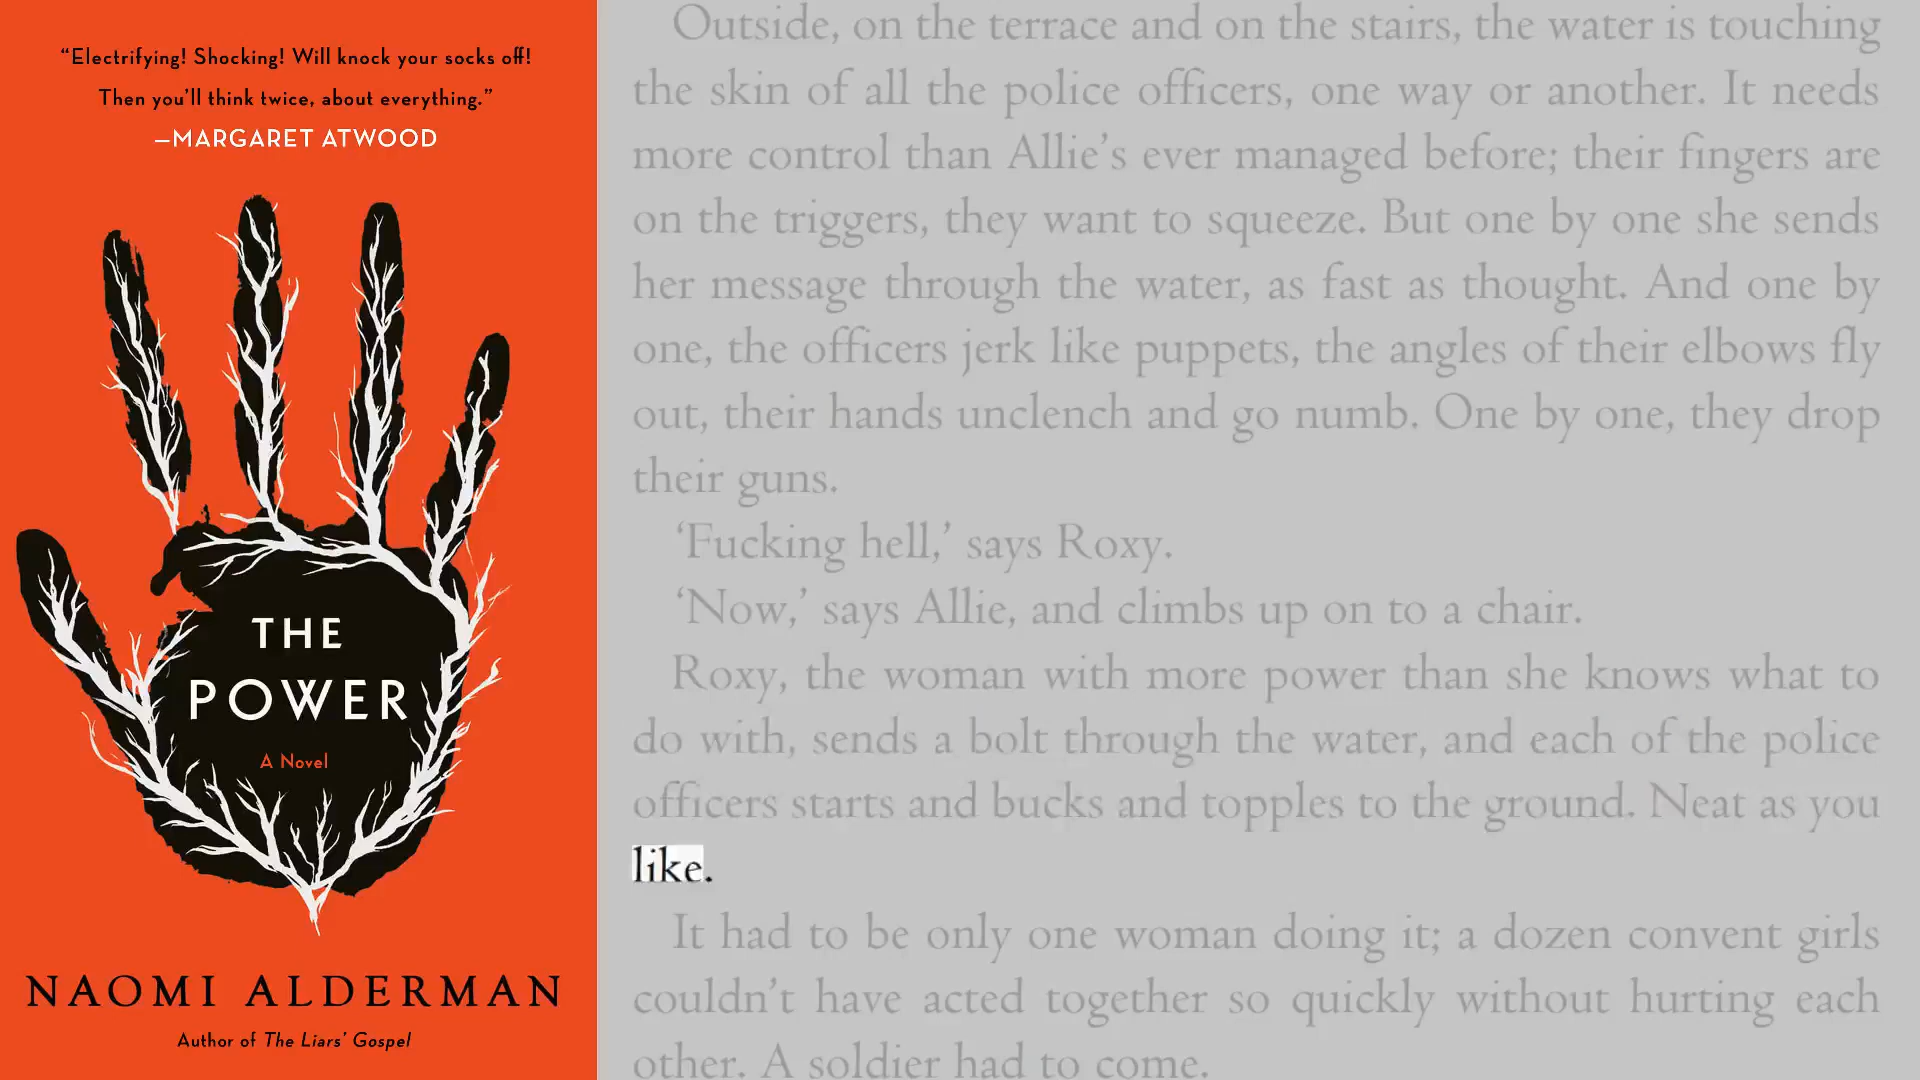 “Electrifying! Shocking! Will knock your socks off!
Then you’ll think twice, about everything.”
—MARGARET ATWOOD
THE
POWER
A Novel
NAOMI ALDERMAN
Author of The Liars’ Gospel
Outside, on the terrace and on the stairs, the water is touching
the skin of all the police officers, one way or another. It needs
more control than Allie’s ever managed before; their fingers are
on the triggers, they want to squeeze. But one by one she sends
her message through the water, as fast as thought. And one by
one, the officers jerk like puppets, the angles of their elbows fly
out, their hands unclench and go numb. One by one, they drop
their guns.
‘Fucking hell,’ says Roxy.
‘Now,’ says Allie, and climbs up on to a chair.
Roxy, the woman with more power than she knows what to
do with, sends a bolt through the water, and each of the police
officers starts and bucks and topples to the ground. Neat as you
like.
It had to be only one woman doing it; a dozen convent girls
couldn’t have acted together so quickly without hurting each
other. A soldier had to come.